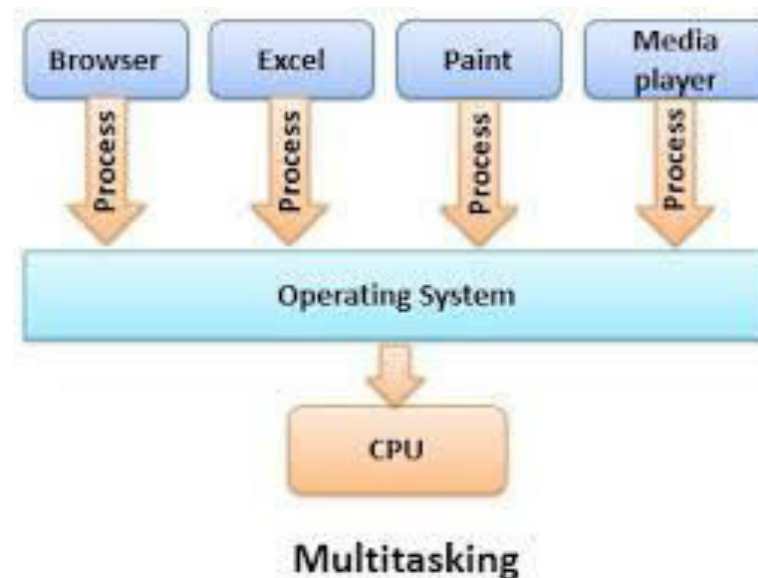 Browser
Excel
Paint
Media
player
Process
Process
Process
Process
Operating System
CPU
Multitasking